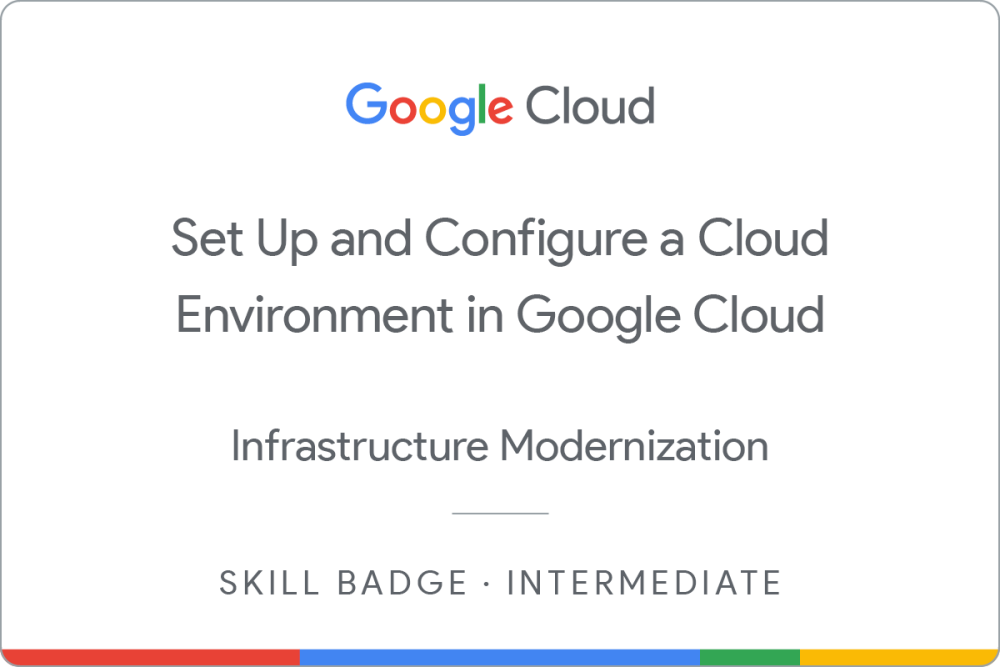 Google Cloud
Set Up and Configure a Cloud
Environment in Google Cloud
Infrastructure Modernization
SKILL BADGE · INTERMEDIATE